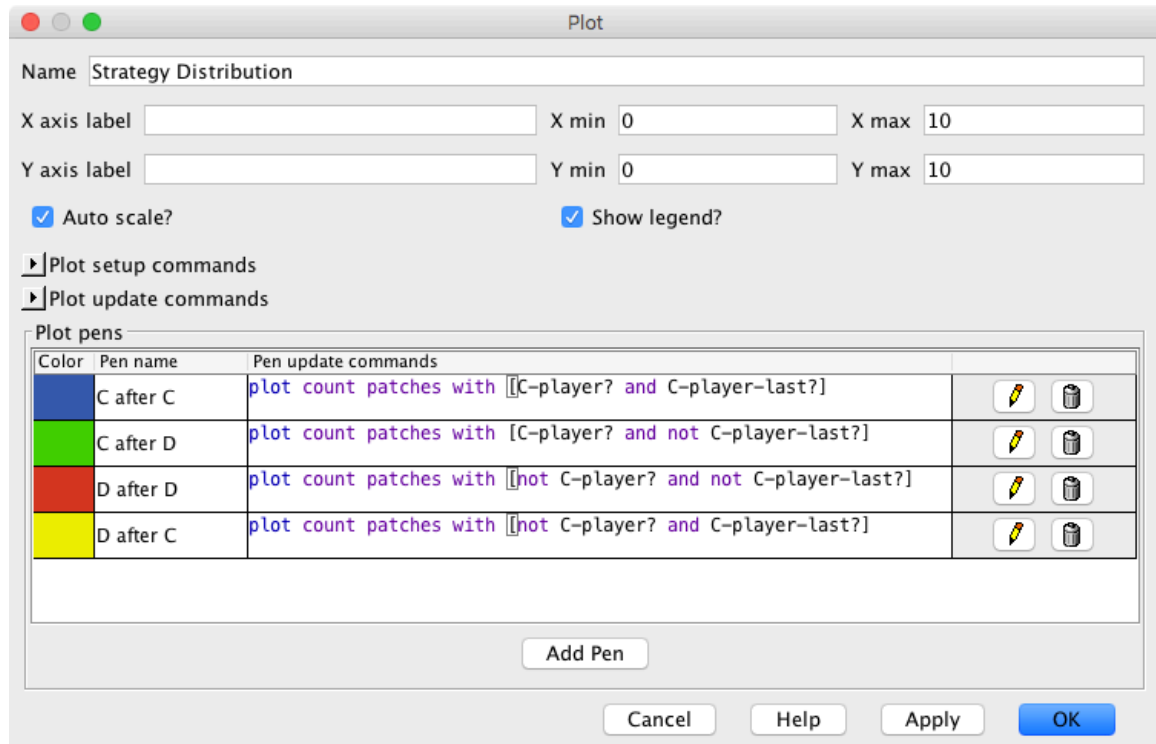 Plot
Name Strategy Distribution
X axis label X min 0 X max 10
Y axis label Y min 0 Y max 10
Auto scale? Show legend?
Plot setup commands
Plot update commands
Plot pens
Color Pen name Pen update commands
C after C plot count patches with [C-player? and C-player-last?]
C after D plot count patches with [C-player? and not C-player-last?]
D after D plot count patches with [not C-player? and not C-player-last?]
D after C plot count patches with [not C-player? and C-player-last?]
Add Pen
Cancel Help Apply OK